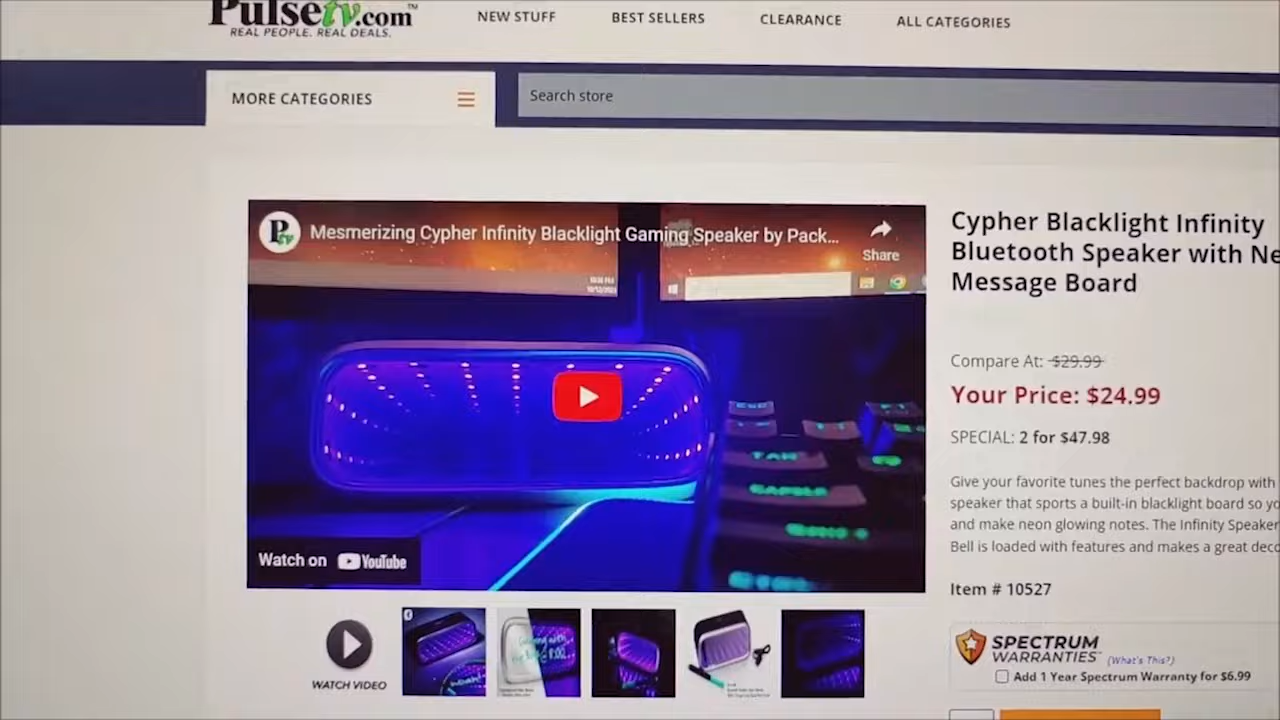 Pulsetv.com™
REAL PEOPLE. REAL DEALS.
NEW STUFF
BEST SELLERS
CLEARANCE
ALL CATEGORIES
MORE CATEGORIES
Search store
Mesmerizing Cypher Infinity Blacklight Gaming Speaker by Pack...
Share
Watch on YouTube
WATCH VIDEO
Cypher Blacklight Infinity
Bluetooth Speaker with Ne
Message Board
Compare At: $29.99
Your Price: $24.99
SPECIAL: 2 for $47.98
Give your favorite tunes the perfect backdrop with
speaker that sports a built-in blacklight board so yo
and make neon glowing notes. The Infinity Speaker
Bell is loaded with features and makes a great deco
Item # 10527
SPECTRUM
WARRANTIES™ (What's This?)
Add 1 Year Spectrum Warranty for $6.99